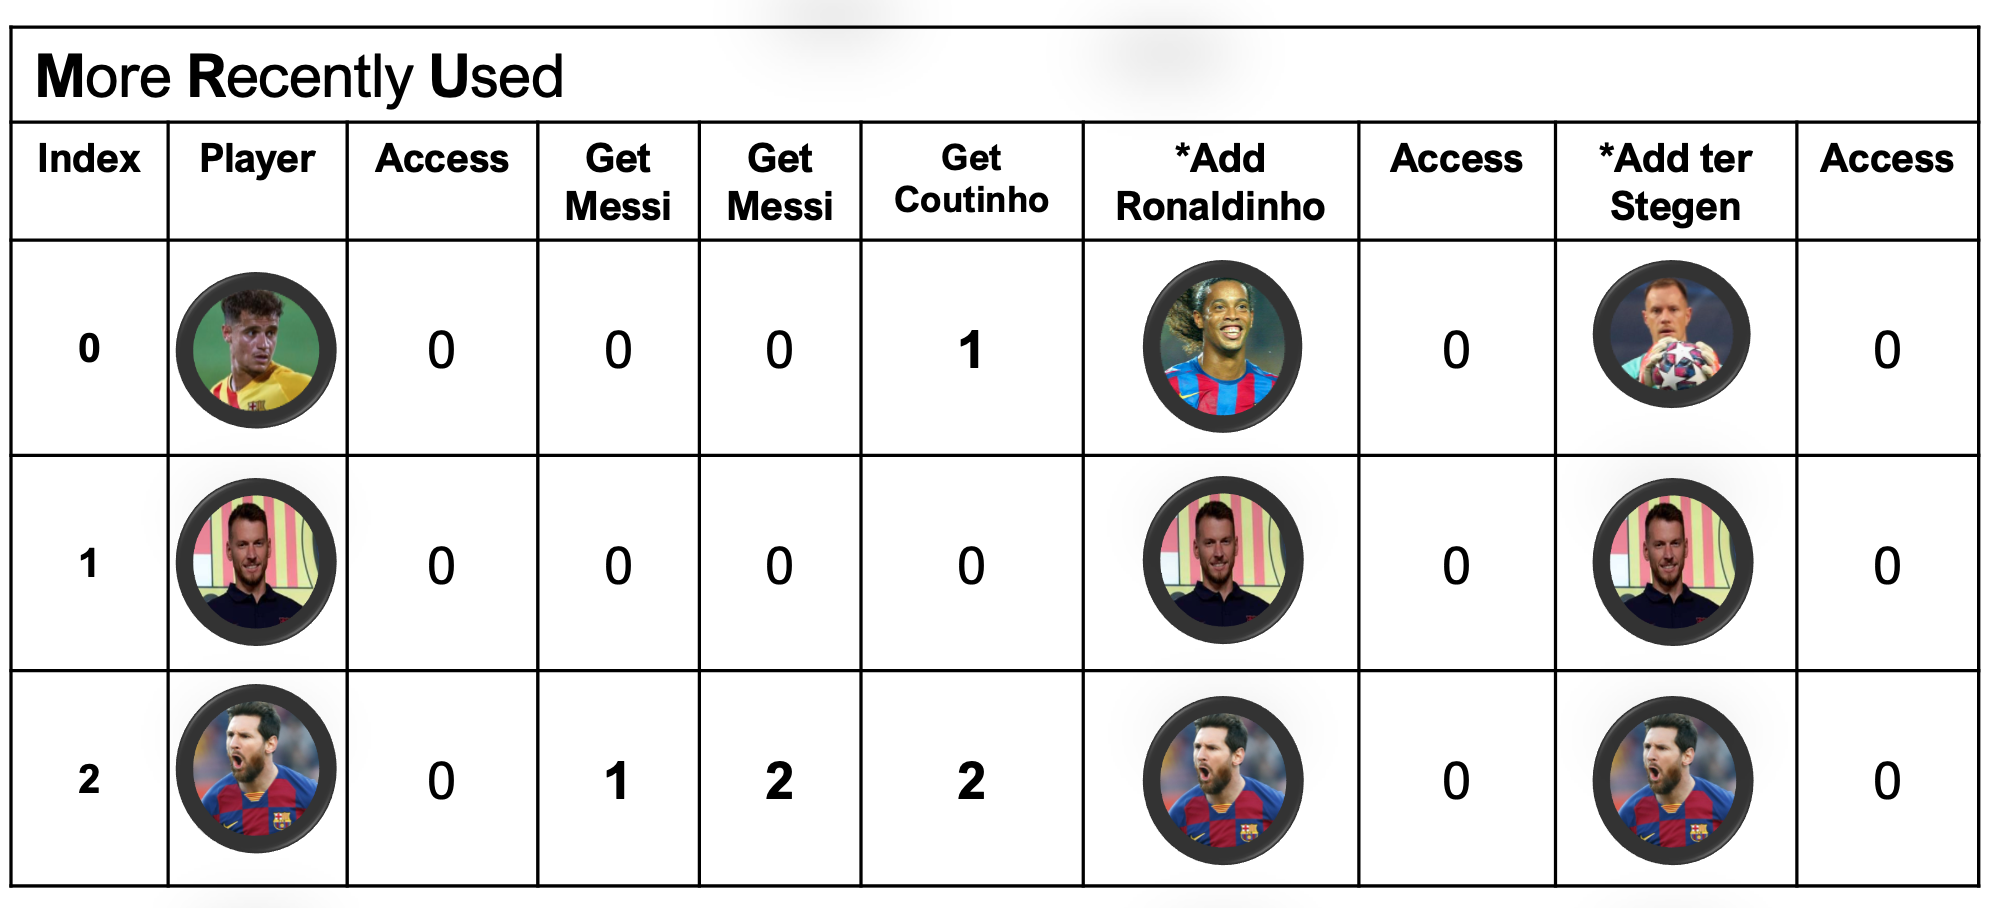 More Recently Used
Index Player Access Get Messi Get Messi Get Coutinho *Add Ronaldinho Access *Add ter Stegen Access
0 0 0 0 1 0 0
1 0 0 0 0 0 0
2 0 1 2 2 0 0